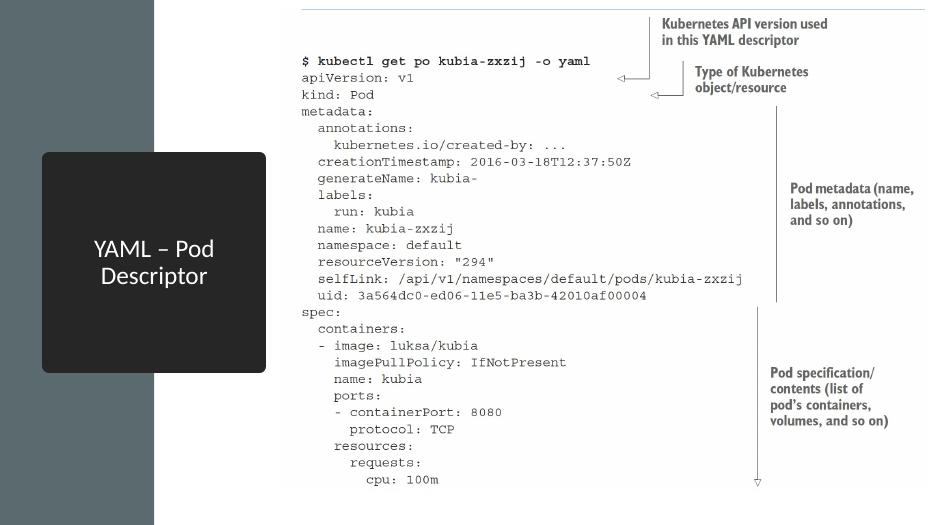 YAML – Pod
Descriptor
$ kubectl get po kubia-zxzij -o yaml
apiVersion: v1
kind: Pod
metadata:
  annotations:
    kubernetes.io/created-by: ...
  creationTimestamp: 2016-03-18T12:37:50Z
  generateName: kubia-
  labels:
    run: kubia
  name: kubia-zxzij
  namespace: default
  resourceVersion: "294"
  selfLink: /api/v1/namespaces/default/pods/kubia-zxzij
  uid: 3a564dc0-ed06-11e5-ba3b-42010af00004
spec:
  containers:
  - image: luksa/kubia
    imagePullPolicy: IfNotPresent
    name: kubia
    ports:
    - containerPort: 8080
      protocol: TCP
    resources:
      requests:
        cpu: 100m
Kubernetes API version used
in this YAML descriptor
Type of Kubernetes
object/resource
Pod metadata (name,
labels, annotations,
and so on)
Pod specification/
contents (list of
pod's containers,
volumes, and so on)